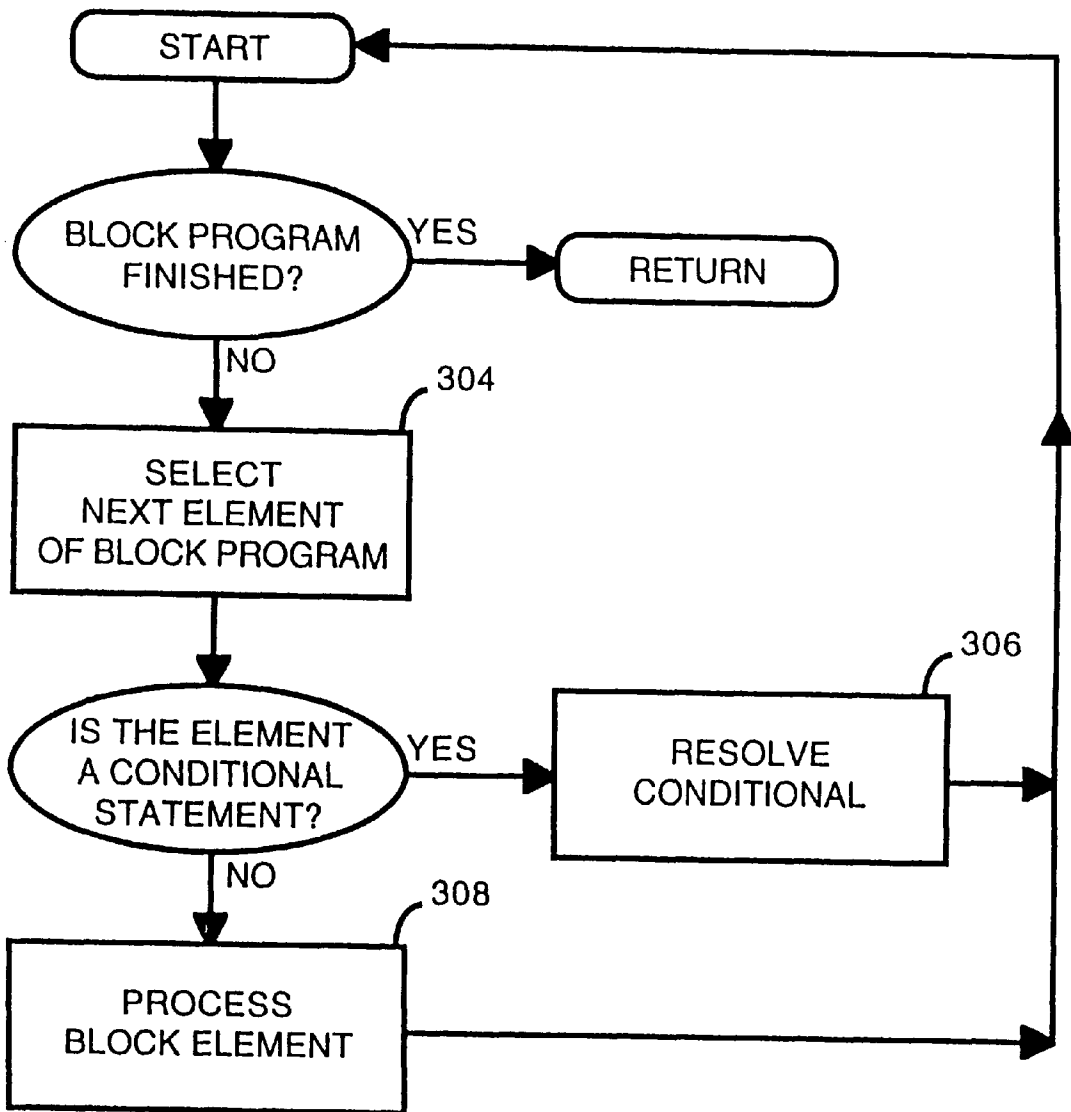 START
BLOCK PROGRAM
FINISHED?
YES
RETURN
NO
304
SELECT
NEXT ELEMENT
OF BLOCK PROGRAM
IS THE ELEMENT
A CONDITIONAL
STATEMENT?
YES
306
RESOLVE
CONDITIONAL
NO
308
PROCESS
BLOCK ELEMENT